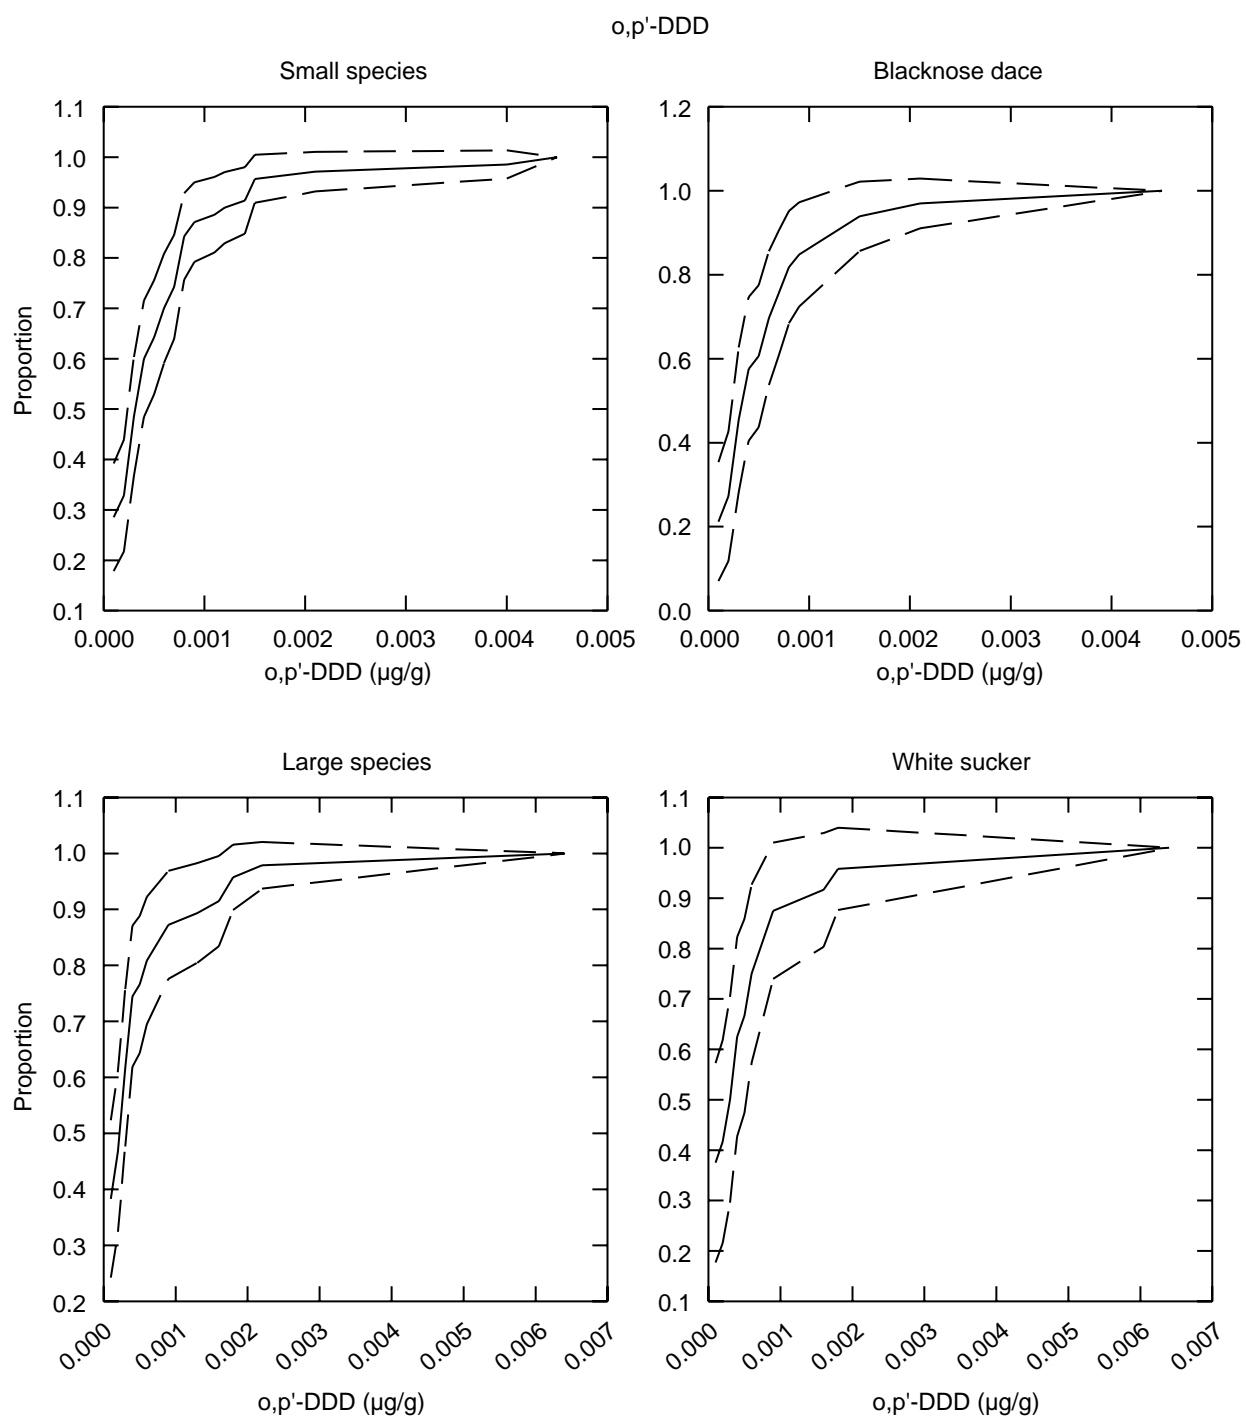 o,p'-DDD
Small species
Blacknose dace
1.1
1.0
0.9
0.8
0.7
0.6
0.5
0.4
0.3
0.2
0.1
Proportion
0.000 0.001 0.002 0.003 0.004 0.005
o,p'-DDD (µg/g)
1.2
1.0
0.8
0.6
0.4
0.2
0.0
0.000 0.001 0.002 0.003 0.004 0.005
o,p'-DDD (µg/g)
Large species
White sucker
1.1
1.0
0.9
0.8
0.7
0.6
0.5
0.4
0.3
0.2
Proportion
0.000 0.001 0.002 0.003 0.004 0.005 0.006 0.007
o,p'-DDD (µg/g)
1.1
1.0
0.9
0.8
0.7
0.6
0.5
0.4
0.3
0.2
0.1
0.000 0.001 0.002 0.003 0.004 0.005 0.006 0.007
o,p'-DDD (µg/g)